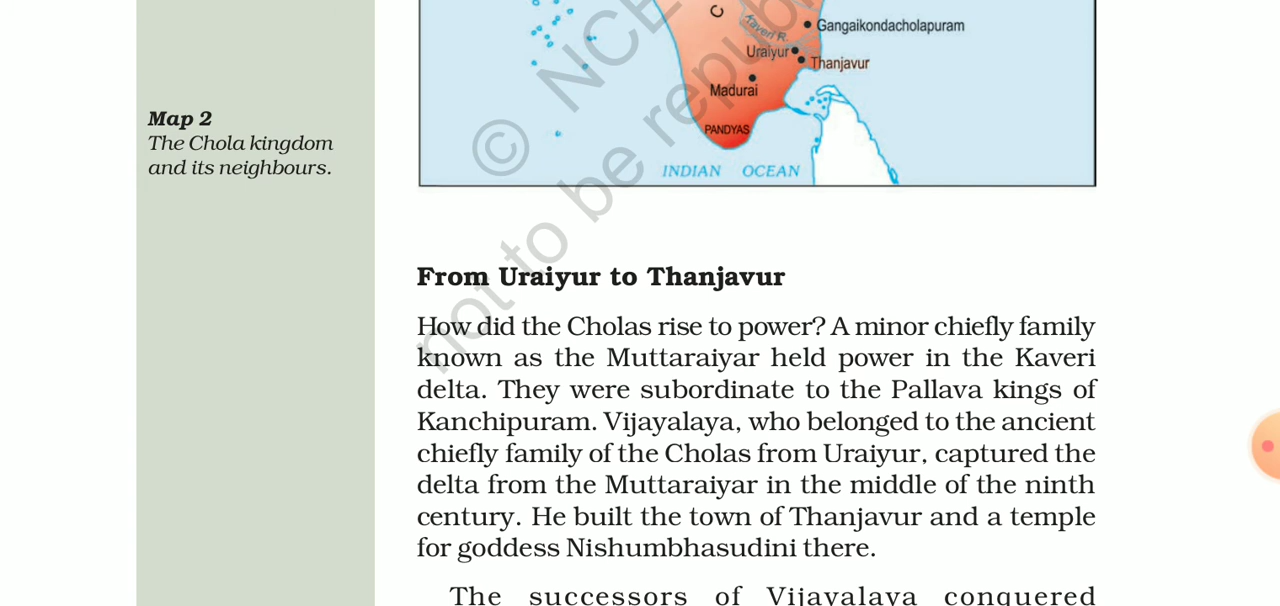 C
Kaveri R.
Gangaikondacholapuram
Uraiyur
Thanjavur
Madurai
PANDYAS
INDIAN OCEAN
Map 2
The Chola kingdom
and its neighbours.
© NCE
not to be republ
From Uraiyur to Thanjavur
How did the Cholas rise to power? A minor chiefly family
known as the Muttaraiyar held power in the Kaveri
delta. They were subordinate to the Pallava kings of
Kanchipuram. Vijayalaya, who belonged to the ancient
chiefly family of the Cholas from Uraiyur, captured the
delta from the Muttaraiyar in the middle of the ninth
century. He built the town of Thanjavur and a temple
for goddess Nishumbhasudini there.
The successors of Vijayalaya conquered